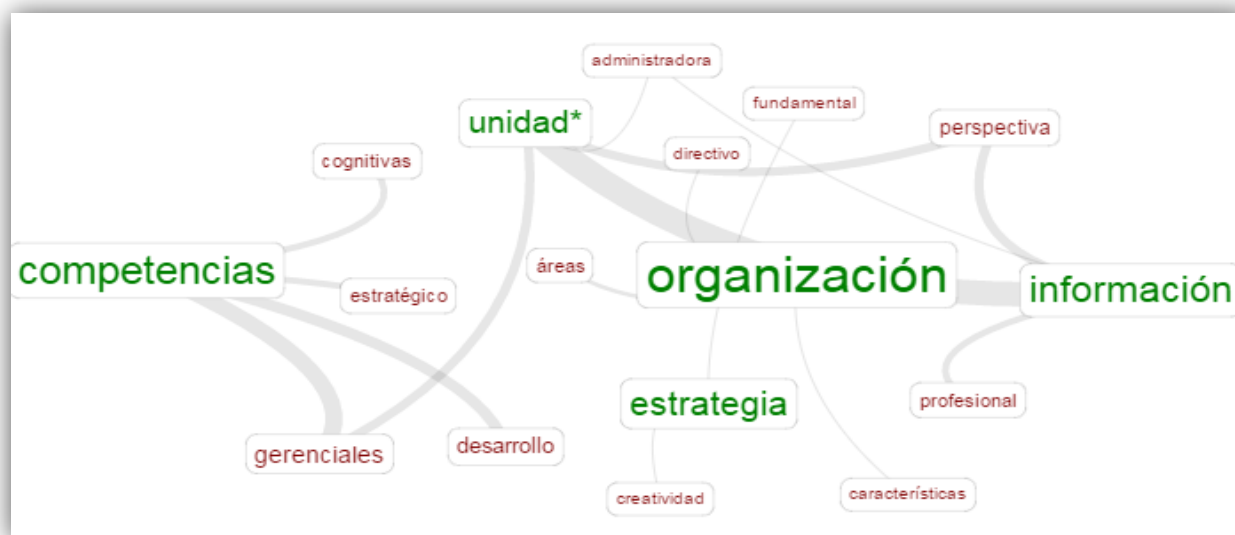 administradora
fundamental
unidad*
perspectiva
directivo
cognitivas
áreas
competencias
organización
información
estratégico
estrategia
profesional
desarrollo
gerenciales
características
creatividad